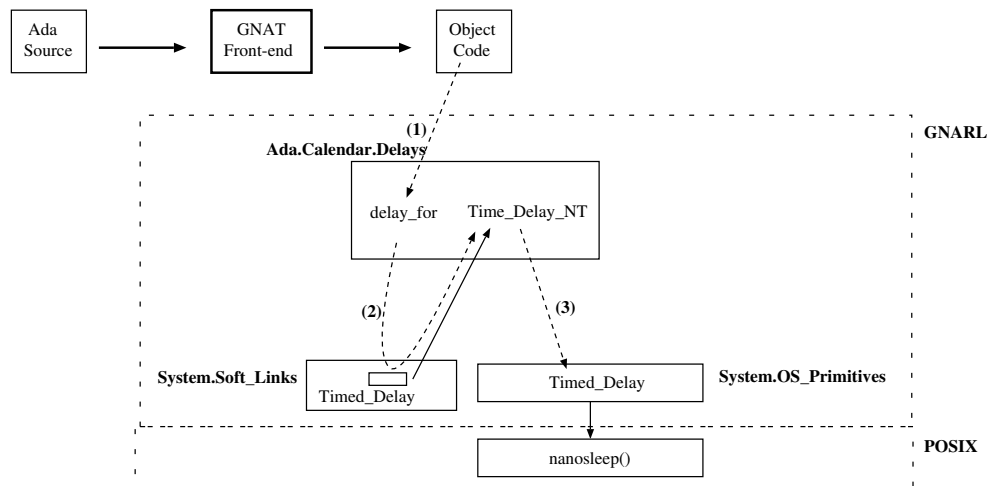 Ada
Source
GNAT
Front-end
Object
Code
(1)
GNARL
Ada.Calendar.Delays
delay_for
Time_Delay_NT
(2)
(3)
System.Soft_Links
Timed_Delay
Timed_Delay
System.OS_Primitives
nanosleep()
POSIX